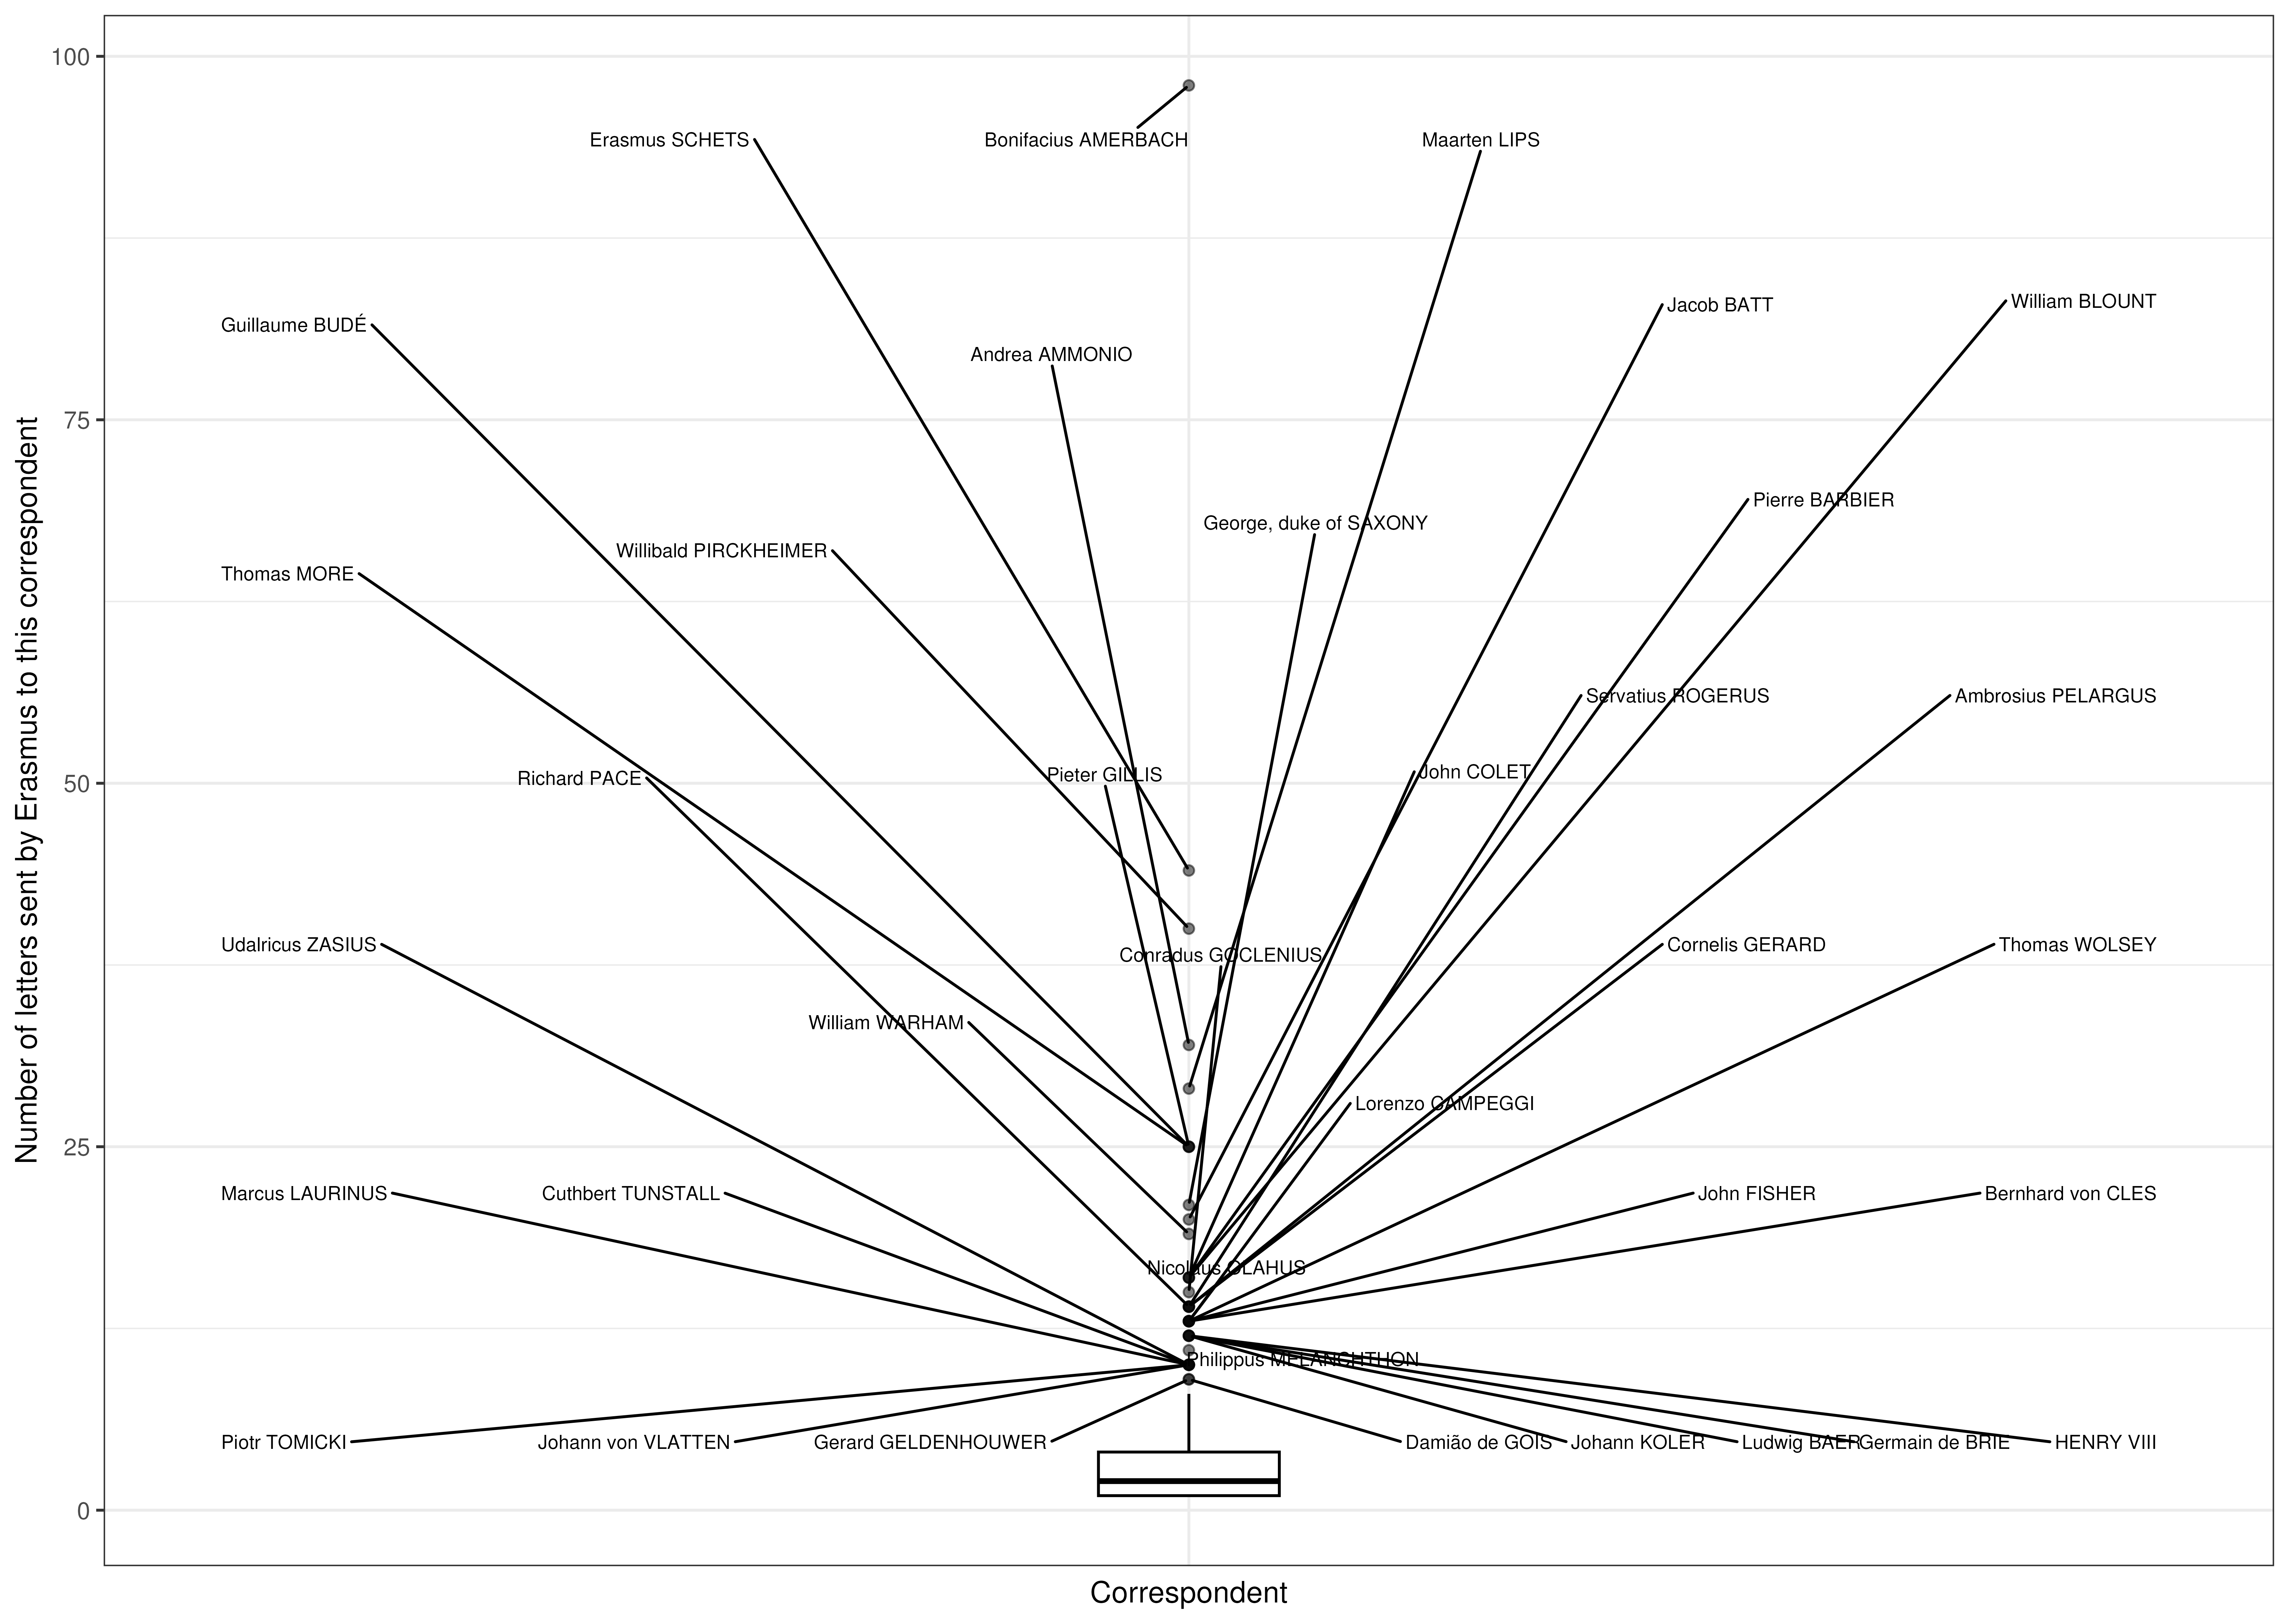 100
Erasmus SCHETS
Bonifacius AMERBACH
Maarten LIPS
William BLOUNT
Jacob BATT
Guillaume BUDÉ
Andrea AMMONIO
75
Pierre BARBIER
George, duke of SAXONY
Willibald PIRCKHEIMER
Thomas MORE
Servatius ROGERUS
Ambrosius PELARGUS
50
Richard PACE
Pieter GILLIS
John COLET
Number of letters sent by Erasmus to this correspondent
Udalricus ZASIUS
Conradus GOCLENIUS
Cornelis GERARD
Thomas WOLSEY
William WARHAM
Lorenzo CAMPEGGI
25
Marcus LAURINUS
Cuthbert TUNSTALL
John FISHER
Bernhard von CLES
Nicolaus OLAHUS
Philippus MELANCHTHON
Piotr TOMICKI
Johann von VLATTEN
Gerard GELDENHOUWER
Damião de GOIS
Johann KOLER
Ludwig BAER
Germain de BRIE
HENRY VIII
0
Correspondent